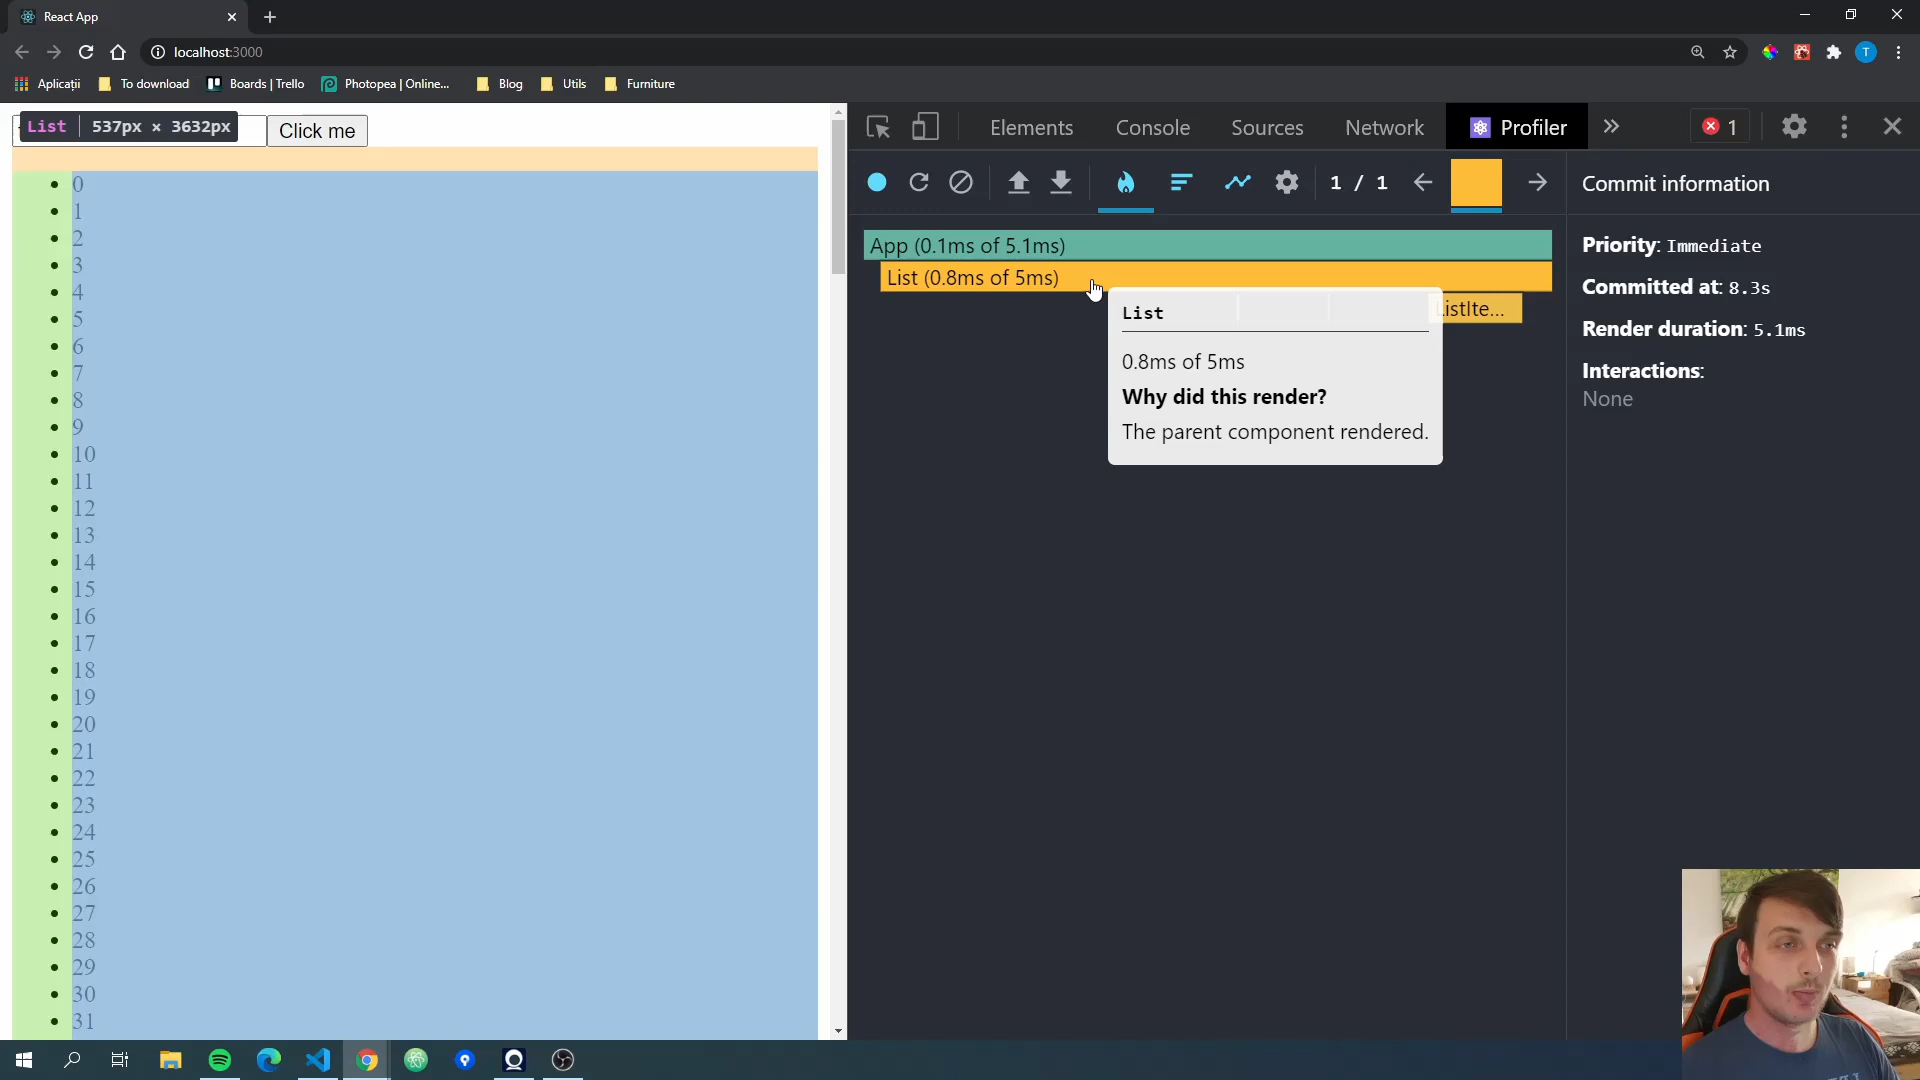 React App
localhost:3000
Aplicații
To download
Boards | Trello
Photopea | Online...
Blog
Utils
Furniture
T
List 537px × 3632px
Click me
0
1
2
3
4
5
6
7
8
9
10
11
12
13
14
15
16
17
18
19
20
21
22
23
24
25
26
27
28
29
30
31
Elements
Console
Sources
Network
Profiler
1
1 / 1
App (0.1ms of 5.1ms)
List (0.8ms of 5ms)
ListIte...
List
0.8ms of 5ms
Why did this render?
The parent component rendered.
Commit information
Priority: Immediate
Committed at: 8.3s
Render duration: 5.1ms
Interactions:
None